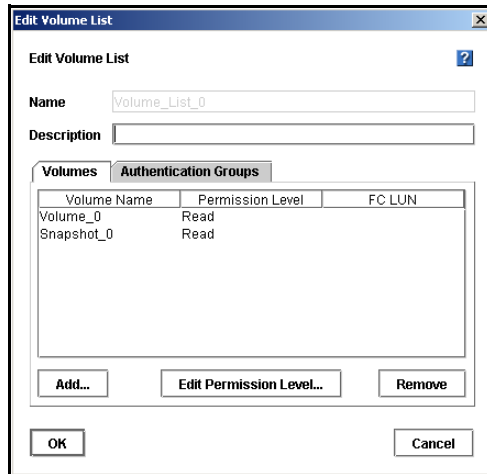 Edit Volume List
Edit Volume List ?
Name Volume_List_0
Description
Volumes Authentication Groups
Volume Name Permission Level FC LUN
Volume_0 Read
Snapshot_0 Read
Add... Edit Permission Level... Remove
OK Cancel